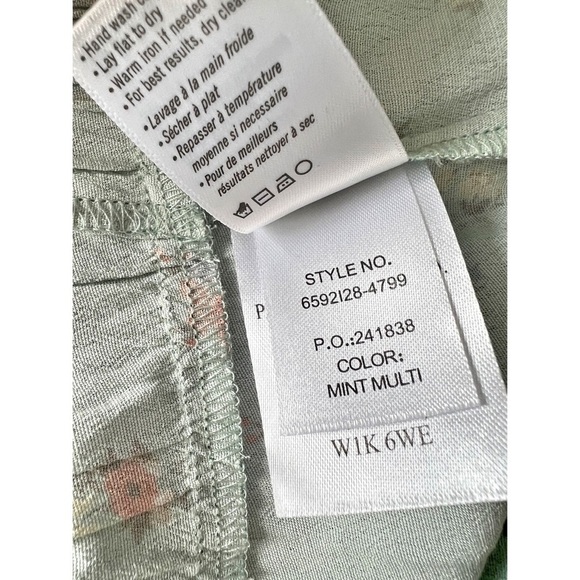 • Hand wash c
• Lay flat to dry
• Warm iron if needed
• For best results, dry clea
• Lavage à la main froide
• Sécher à plat
• Repasser à température
moyenne si necessaire
• Pour de meilleurs
résultats nettoyer à sec
STYLE NO.
6592I28-4799
P.O.:241838
COLOR:
MINT MULTI
P
W1K 6WE